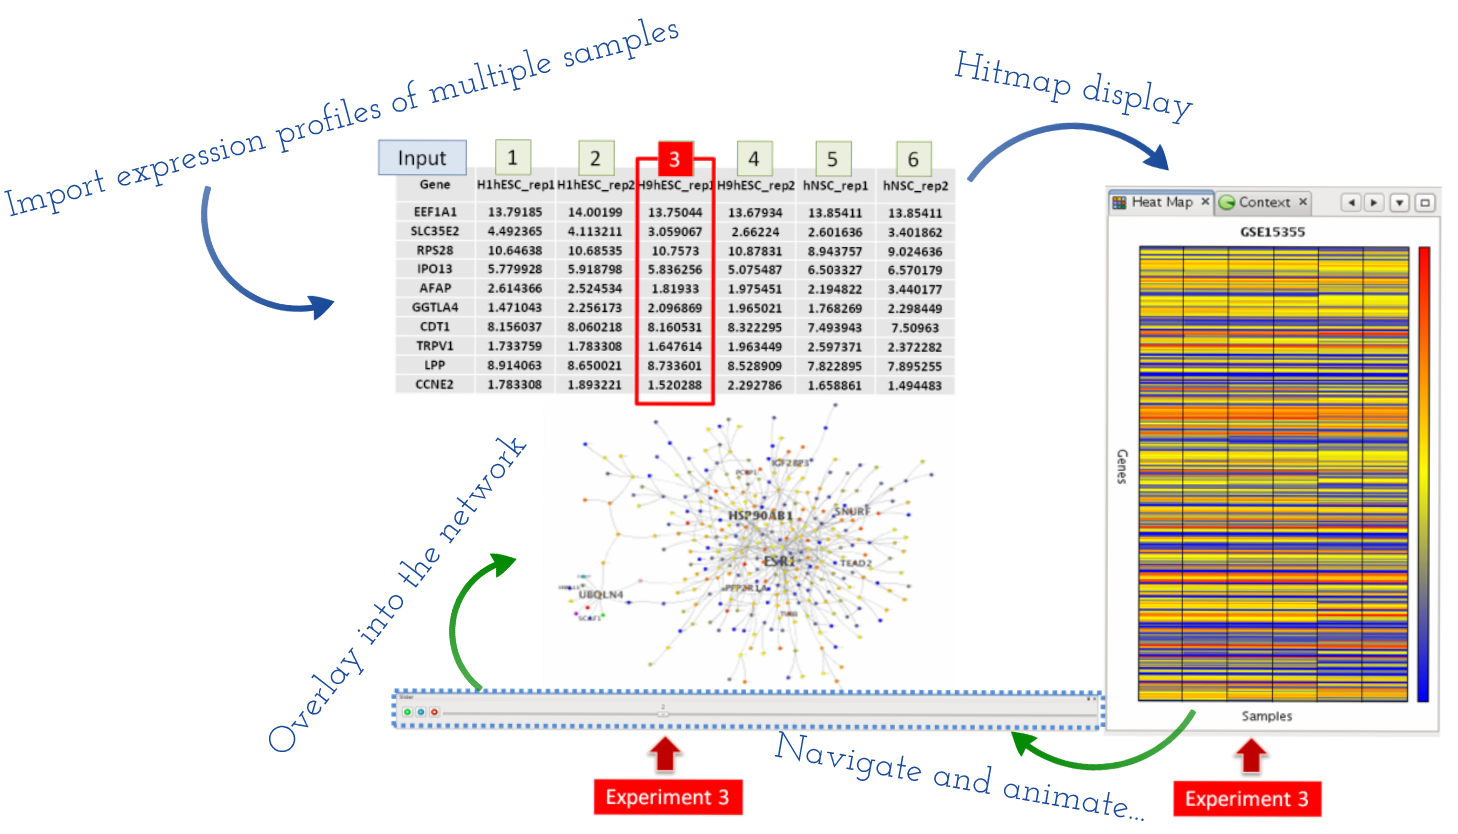 Import expression profiles of multiple samples
Hitmap display
Input 1 2 3 4 5 6
Gene H1hESC_rep1 H1hESC_rep2 H9hESC_rep1 H9hESC_rep2 hNSC_rep1 hNSC_rep2
EEF1A1 13.79185 14.00199 13.75044 13.67934 13.85411 13.85411
SLC35E2 4.492365 4.113211 3.059067 2.66224 2.601636 3.401862
RPS28 10.64638 10.68535 10.7573 10.87831 8.943757 9.024636
IPO13 5.779928 5.918798 5.836256 5.075487 6.503327 6.570179
AFAP 2.614366 2.524534 1.81933 1.975451 2.194822 3.440177
GGTLA4 1.471043 2.256173 2.096869 1.965021 1.768269 2.298449
CDT1 8.156037 8.060218 8.160531 8.322295 7.493943 7.50963
TRPV1 1.733759 1.783308 1.647614 1.963449 2.597371 2.372282
LPP 8.914063 8.650021 8.733601 8.528909 7.822895 7.895255
CCNE2 1.783308 1.893221 1.520288 2.292786 1.658861 1.494483
Heat Map Context
GSE15355
Genes
Samples
Overlay into the network
IGF2BP3
HSP90AB1
SNURF
ESR1
TEAD2
PPP2R1A
UBQLN4
Slider
2
Navigate and animate...
Experiment 3
Experiment 3